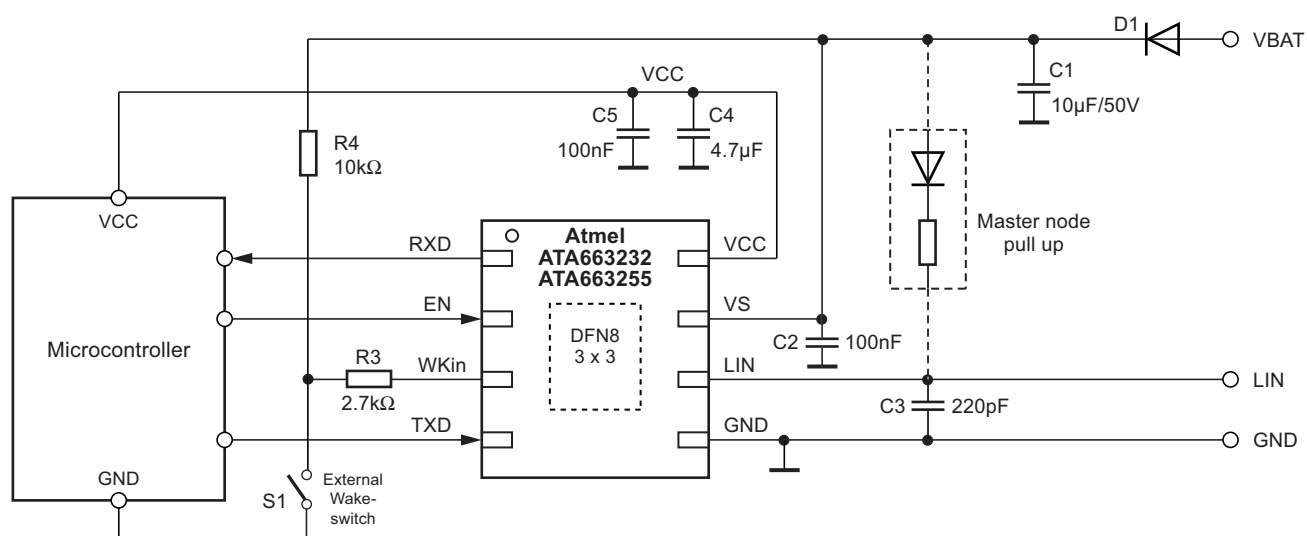 D1
VBAT
C1
10µF/50V
VCC
C5
100nF
C4
4.7µF
R4
10kΩ
VCC
Master node
pull up
RXD
Atmel
ATA663232
ATA663255
VCC
EN
VS
DFN8
3 x 3
Microcontroller
C2
100nF
R3
2.7kΩ
WKin
LIN
LIN
C3
220pF
TXD
GND
GND
GND
S1
External
Wake-
switch